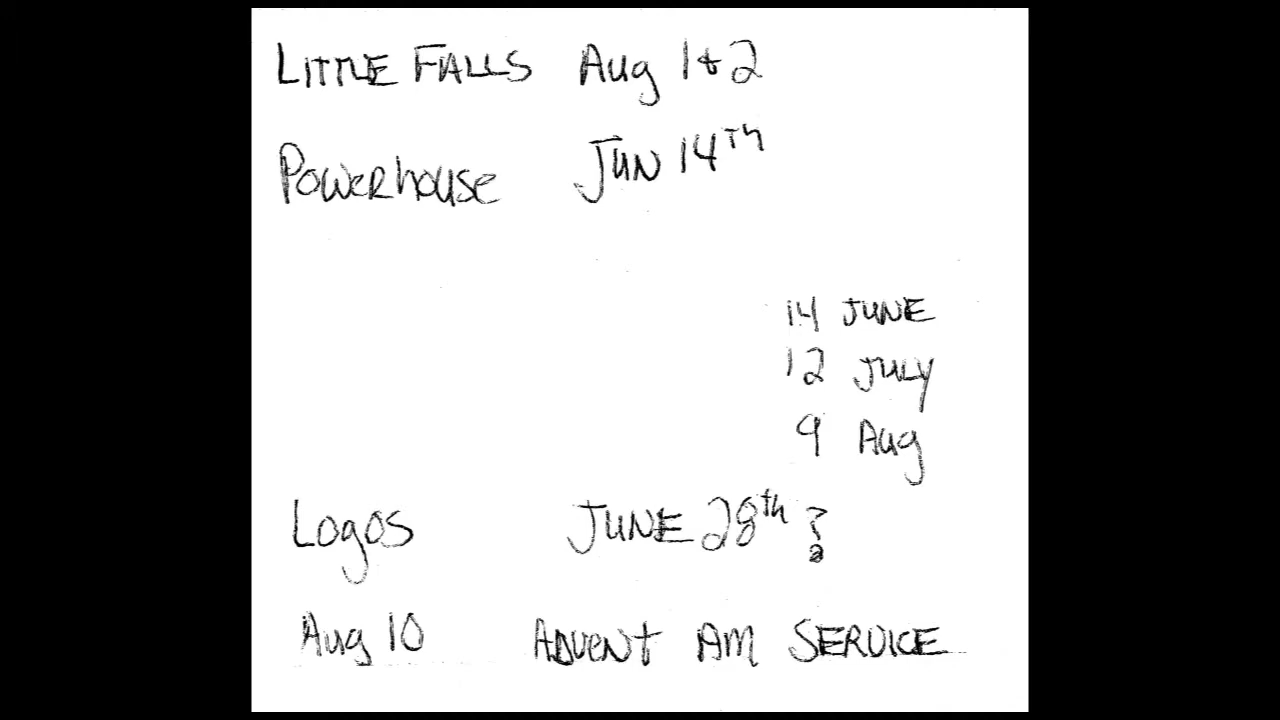 LITTLE FALLS Aug 1 & 2
Powerhouse Jun 14TH
14 JUNE
12 JULY
9 Aug
Logos JUNE 28th ?
Aug 10 ADVENT AM SERVICE